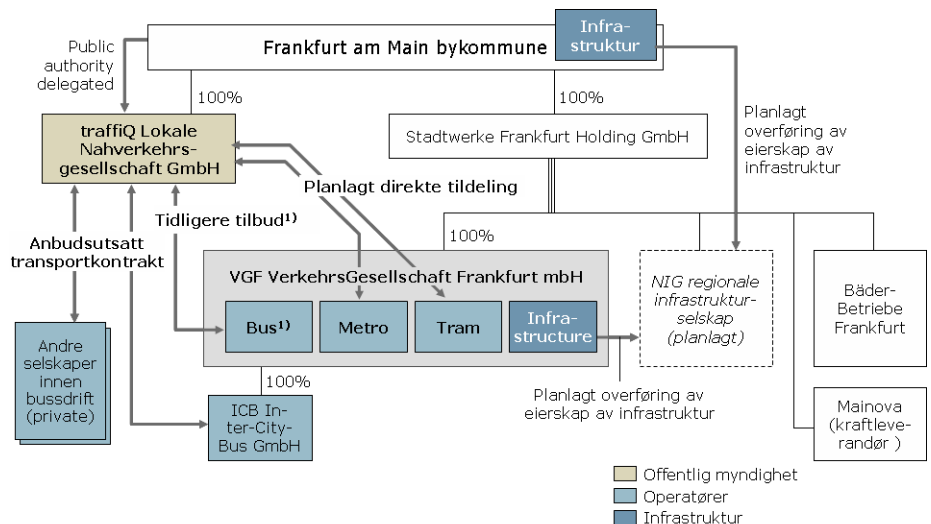 Frankfurt am Main bykommune
Infra-
struktur
Public
authority
delegated
100%
100%
traffiQ Lokale
Nahverkehrs-
gesellschaft GmbH
Stadtwerke Frankfurt Holding GmbH
Planlagt
overføring av
eierskap av
infrastruktur
Planlagt direkte tildeling
Tidligere tilbud¹⁾
Anbudsutsatt
transportkontrakt
100%
VGF VerkehrsGesellschaft Frankfurt mbH
Bus¹⁾
Metro
Tram
Infra-
structure
NIG regionale
infrastruktur-
selskap
(planlagt)
Bäder-
Betriebe
Frankfurt
Andre
selskaper
innen
bussdrift
(private)
100%
ICB In-
ter-City-
Bus GmbH
Planlagt overføring av
eierskap av infrastruktur
Mainova
(kraftleve-
randør )
Offentlig myndighet
Operatører
Infrastruktur